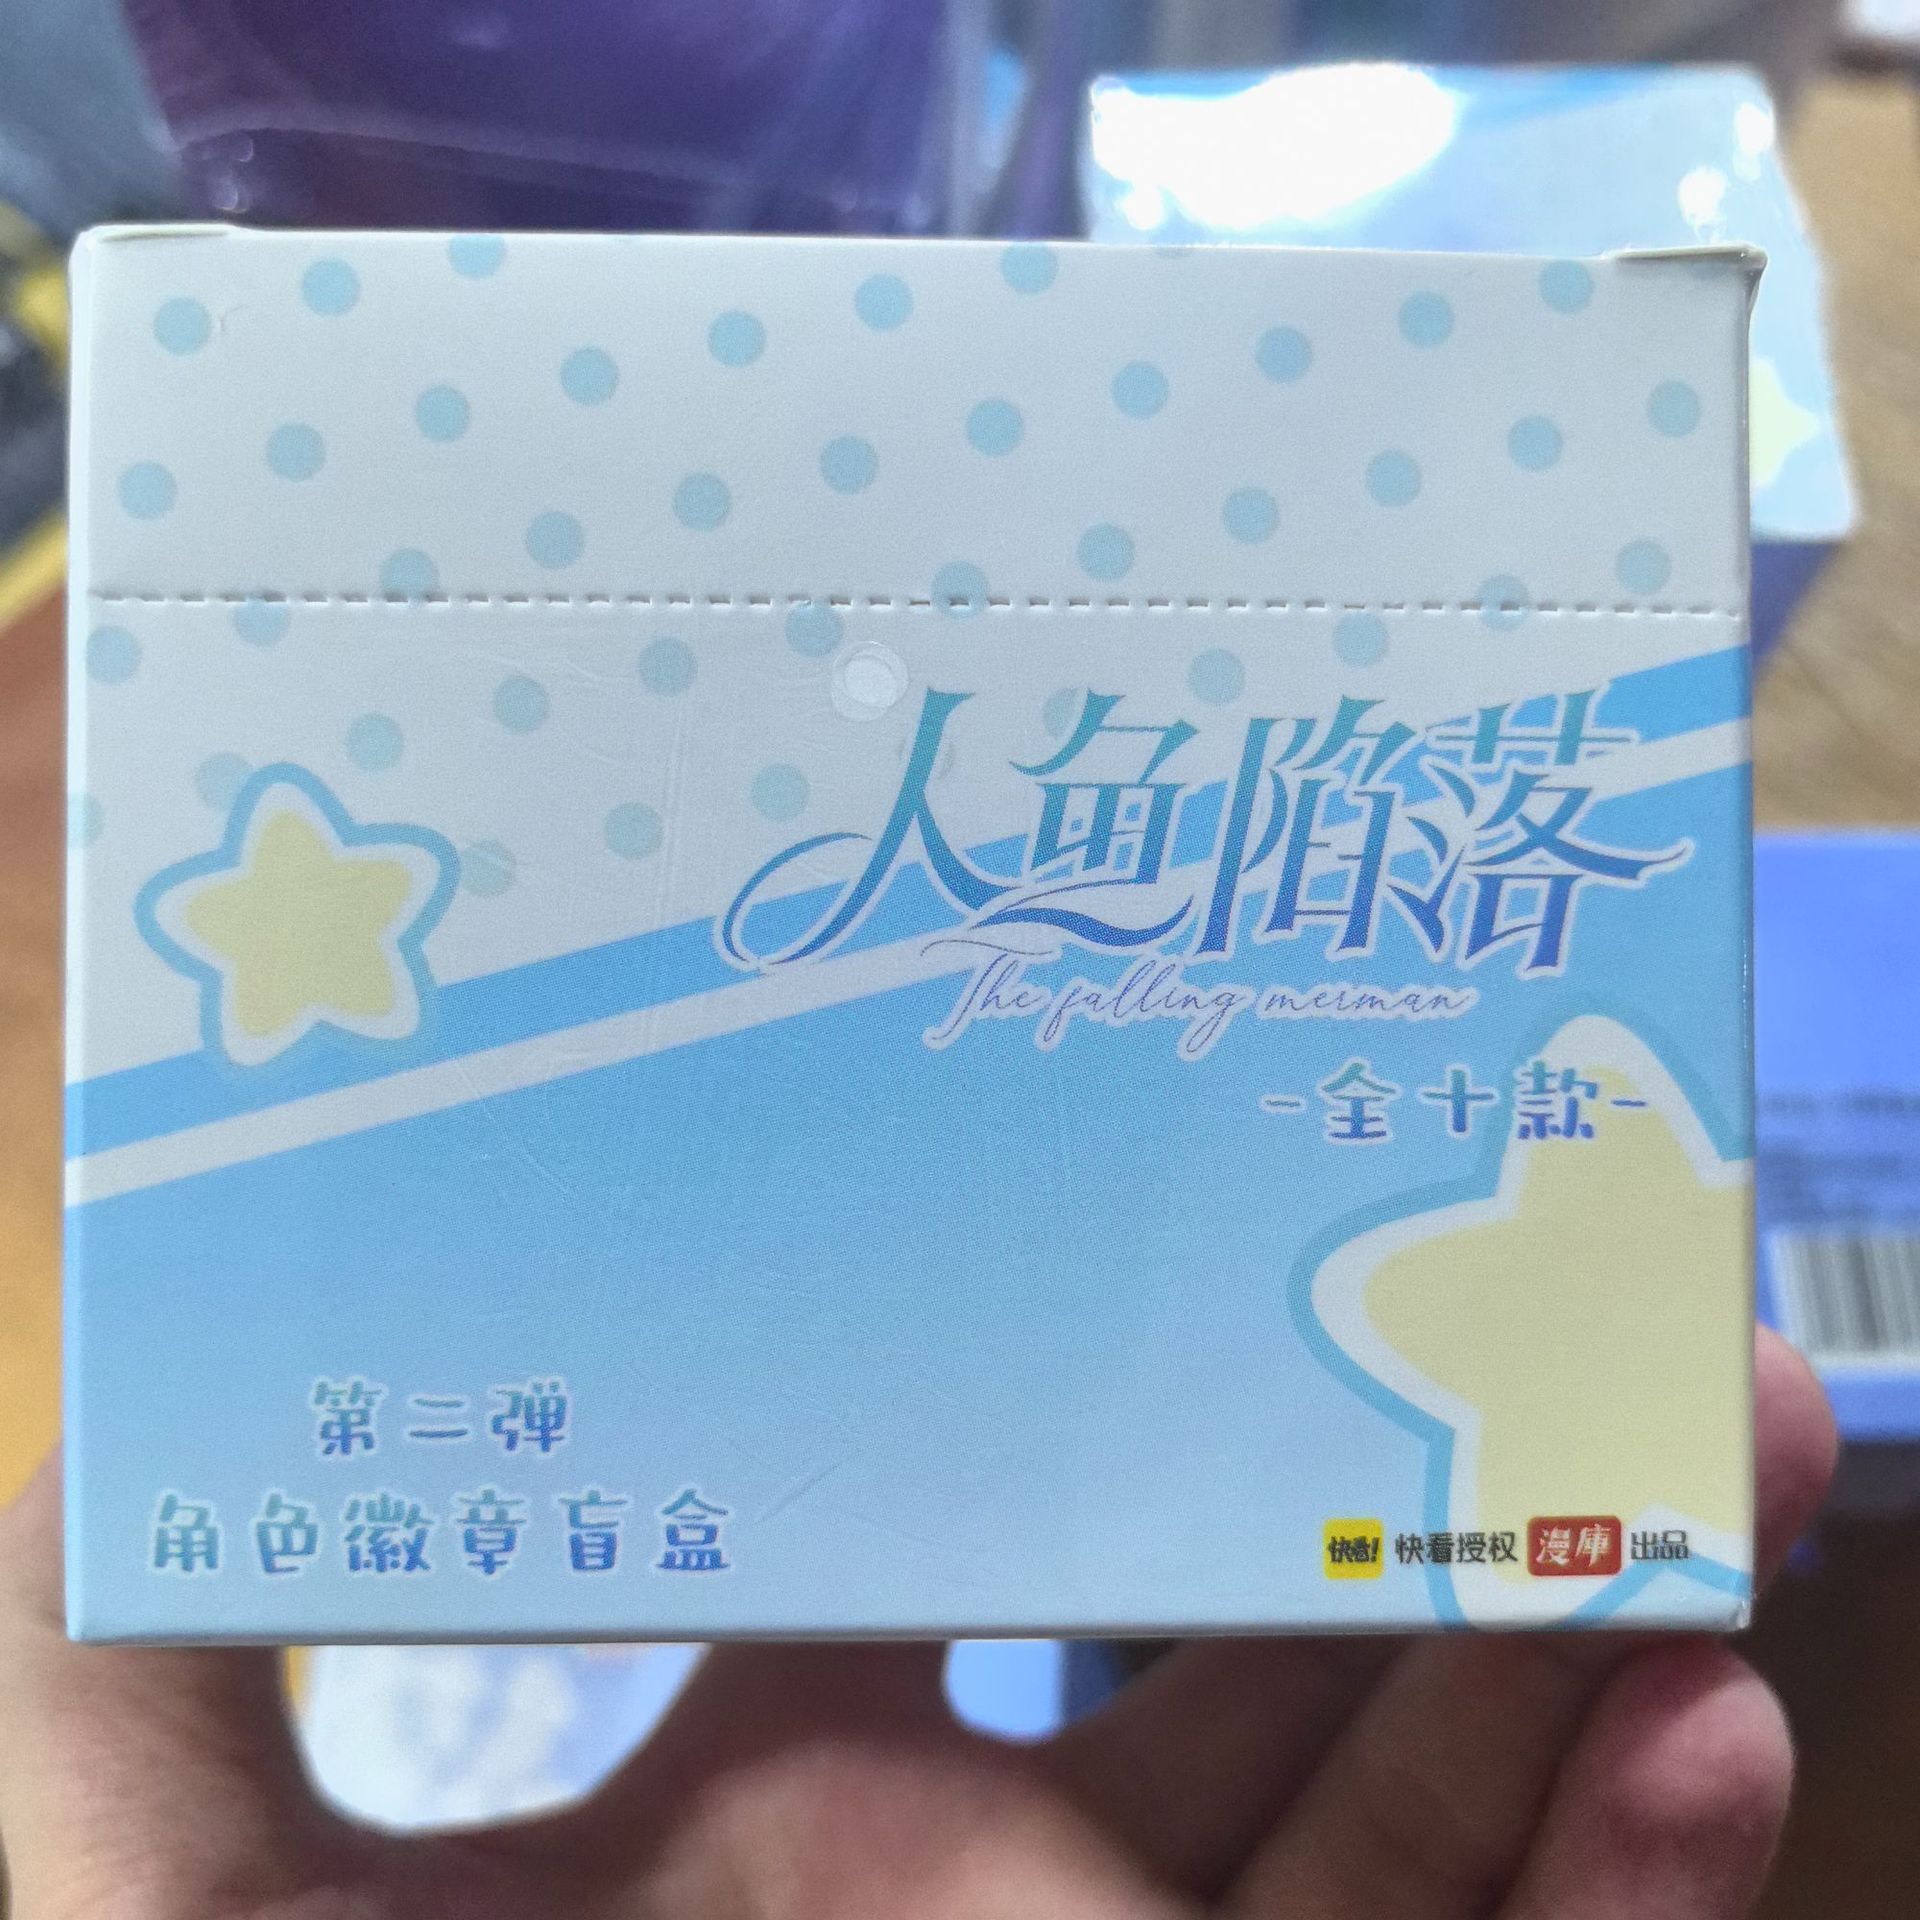 人鱼陷落
The falling merman
-全十款-
第二弹
角色徽章盲盒
快看! 快看授权 漫庫 出品